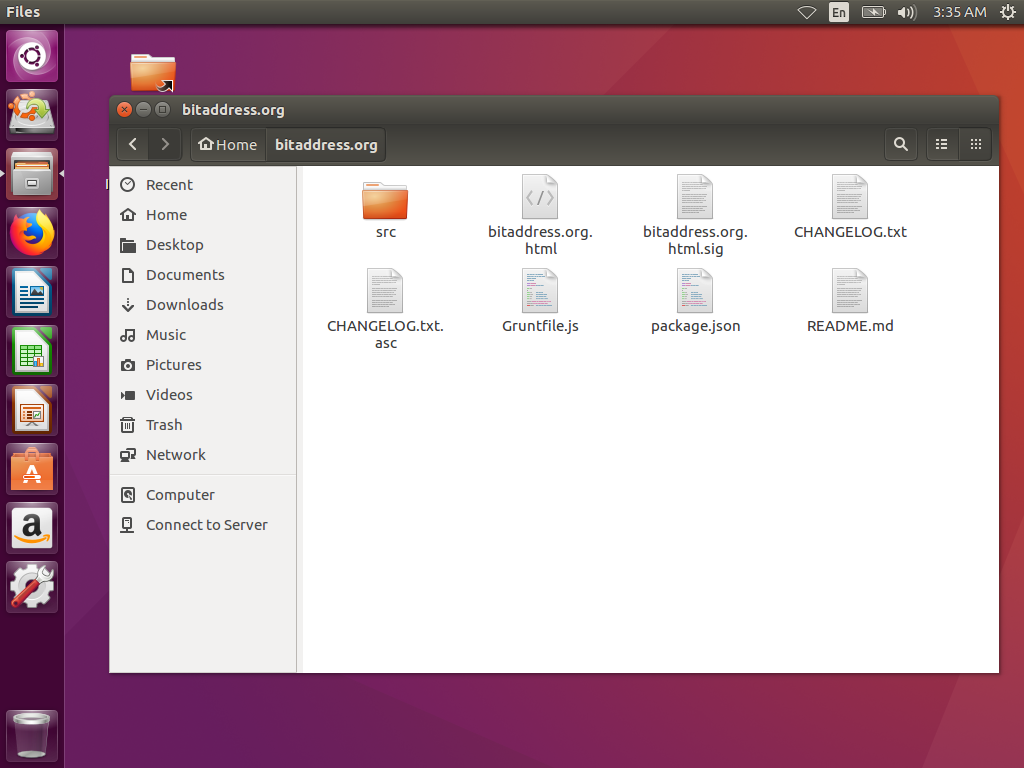 Files
En
3:35 AM
bitaddress.org
Home
bitaddress.org
Recent
Home
Desktop
Documents
Downloads
Music
Pictures
Videos
Trash
Network
Computer
Connect to Server
src
bitaddress.org.
html
bitaddress.org.
html.sig
CHANGELOG.txt
CHANGELOG.txt.
asc
Gruntfile.js
package.json
README.md